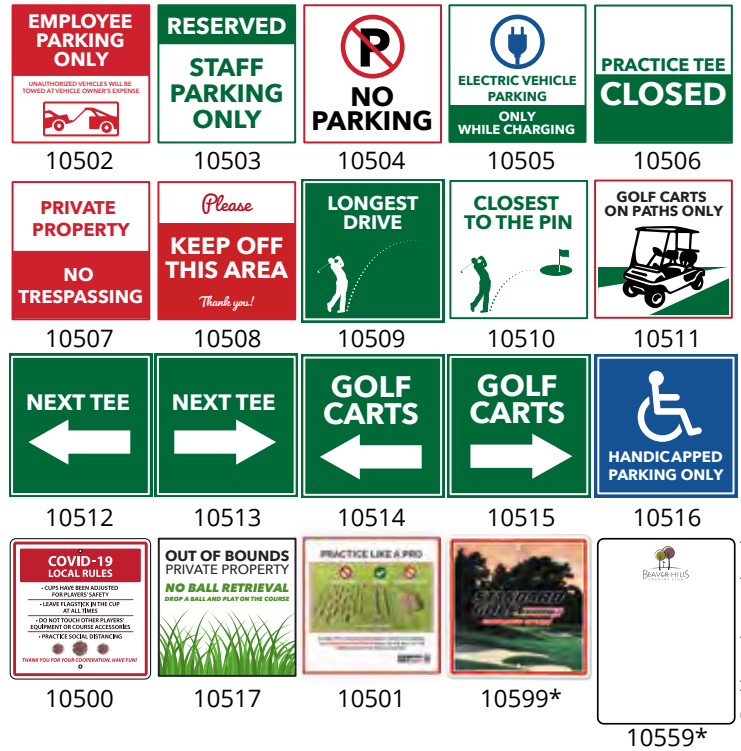 EMPLOYEE
PARKING
ONLY
UNAUTHORIZED VEHICLES WILL BE
TOWED AT VEHICLE OWNER'S EXPENSE
10502
RESERVED
STAFF
PARKING
ONLY
10503
P
NO
PARKING
10504
ELECTRIC VEHICLE
PARKING
ONLY
WHILE CHARGING
10505
PRACTICE TEE
CLOSED
10506
PRIVATE
PROPERTY
NO
TRESPASSING
10507
Please
KEEP OFF
THIS AREA
Thank you!
10508
LONGEST
DRIVE
10509
CLOSEST
TO THE PIN
10510
GOLF CARTS
ON PATHS ONLY
10511
NEXT TEE
10512
NEXT TEE
10513
GOLF
CARTS
10514
GOLF
CARTS
10515
HANDICAPPED
PARKING ONLY
10516
COVID-19
LOCAL RULES
• CUPS HAVE BEEN ADJUSTED
FOR PLAYERS' SAFETY
• LEAVE FLAGSTICK IN THE CUP
AT ALL TIMES
• DO NOT TOUCH OTHER PLAYERS'
EQUIPMENT OR COURSE ACCESSORIES
• PRACTICE SOCIAL DISTANCING
THANK YOU FOR YOUR COOPERATION. HAVE FUN!
10500
OUT OF BOUNDS
PRIVATE PROPERTY
NO BALL RETRIEVAL
DROP A BALL AND PLAY ON THE COURSE
10517
PRACTICE LIKE A PRO
10501
STANDARD
GOLF
10599*
BEAVER HILLS
COUNTRY CLUB
10559*